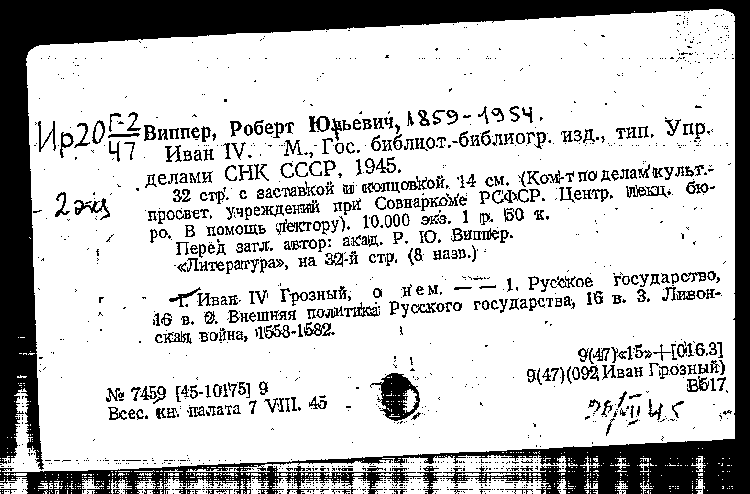 Ир20 Г-2/47 Виппер, Роберт Юрьевич, 1859-1954.
Иван IV. М., Гос. библиот.-библиогр. изд., тип. Упр.
делами СНК СССР, 1945.
32 стр. с заставкой и концовкой. 14 см. (Ком-т по делам культ.-
- 2 экз просвет. учреждений при Совнаркоме РСФСР. Центр. лекц. бю-
ро. В помощь лектору). 10.000 экз. 1 р. 50 к.
Перед загл. автор: акад. Р. Ю. Виппер.
«Литература», на 32-й стр. (8 назв.)
1. Иван IV Грозный, о нем. — — 1. Русское государство,
16 в. 2. Внешняя политика Русского государства, 16 в. 3. Ливон-
ская война, 1558-1582.
9(47)«15»+[016.3]
9(47)(092 Иван Грозный)
В517
№ 7459 [45-10175] 9
Всес. кн. палата 7 VIII. 45